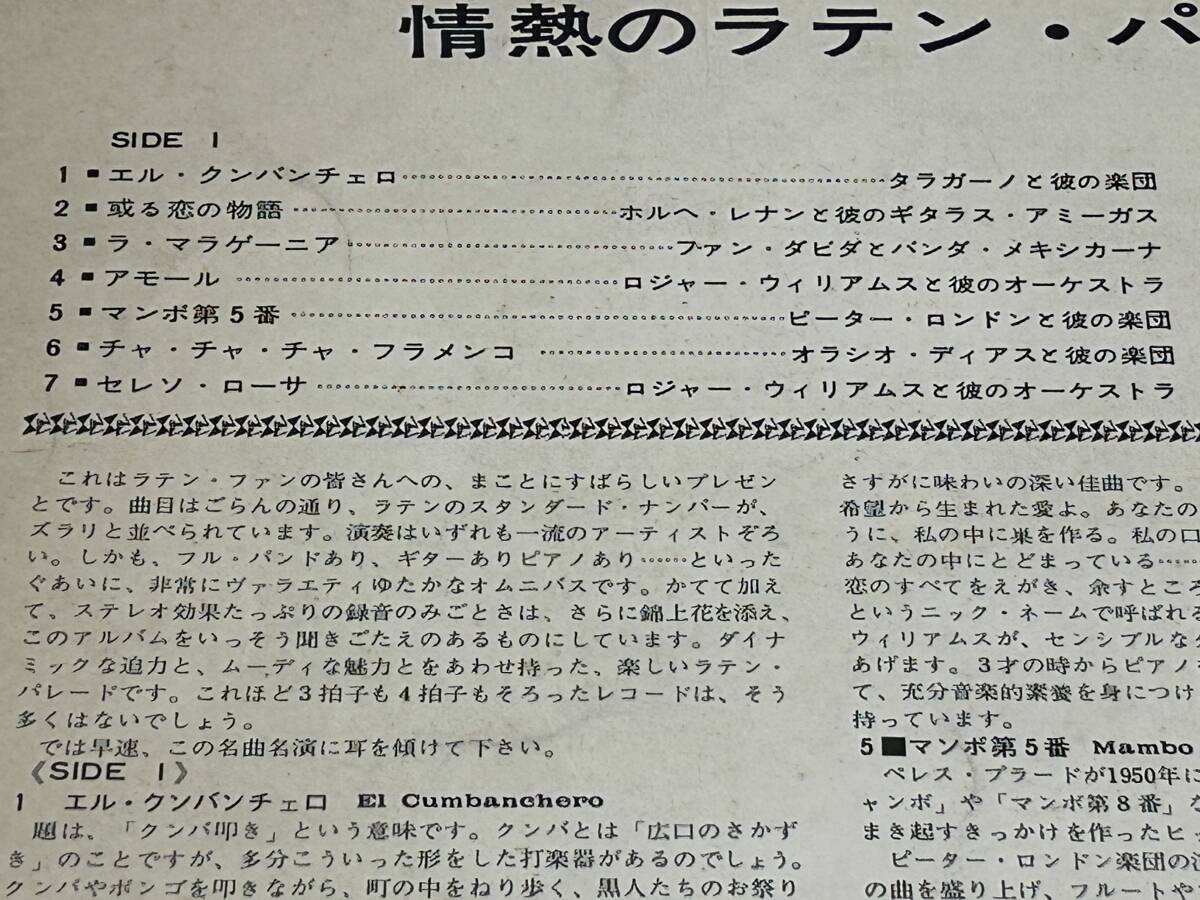 情熱のラテン・パ
SIDE 1
1 ■ エル・クンバンチェロ……タラガーノと彼の楽団
2 ■ 或る恋の物語……ホルヘ・レナンと彼のギタラス・アミーガス
3 ■ ラ・マラゲーニア……ファン・ダビダとバンダ・メキシカーナ
4 ■ アモール……ロジャー・ウィリアムスと彼のオーケストラ
5 ■ マンボ第5番……ピーター・ロンドンと彼の楽団
6 ■ チャ・チャ・チャ・フラメンコ……オラシオ・ディアスと彼の楽団
7 ■ セレソ・ローサ……ロジャー・ウィリアムスと彼のオーケストラ
これはラテン・ファンの皆さんへの、まことにすばらしいプレゼン
とです。曲目はごらんの通り、ラテンのスタンダード・ナンバーが、
ズラリと並べられています。演奏はいずれも一流のアーティストぞろ
い。しかも、フル・バンドあり、ギターありピアノあり……といった
ぐあいに、非常にヴァラエティゆたかなオムニバスです。かてて加え
て、ステレオ効果たっぷりの録音のみごとさは、さらに錦上花を添え、
このアルバムをいっそう聞きごたえのあるものにしています。ダイナ
ミックな迫力と、ムーディな魅力とをあわせ持った、楽しいラテン・
パレードです。これほど3拍子も4拍子もそろったレコードは、そう
多くはないでしょう。
では早速、この名曲名演に耳を傾けて下さい。
《SIDE 1》
1 エル・クンバンチェロ El Cumbanchero
題は、「クンバ叩き」という意味です。クンバとは「広口のさかず
き」のことですが、多分こういった形をした打楽器があるのでしょう。
クンバやボンゴを叩きながら、町の中をねり歩く、黒人たちのお祭り
さすがに味わいの深い佳曲です。
希望から生まれた愛よ。あなたの
うに、私の中に巣を作る。私の口
あなたの中にとどまっている……
恋のすべてをえがき、余すところ
というニック・ネームで呼ばれる
ウィリアムスが、センシブルな
あげます。3才の時からピアノ
て、充分音楽的素養を身につけ
持っています。
5 ■マンボ第5番 Mambo
ペレス・プラードが1950年に
ャンボ」や「マンボ第8番」な
まき起すきっかけを作ったヒッ
ピーター・ロンドン楽団の
の曲を盛り上げ、フルートや